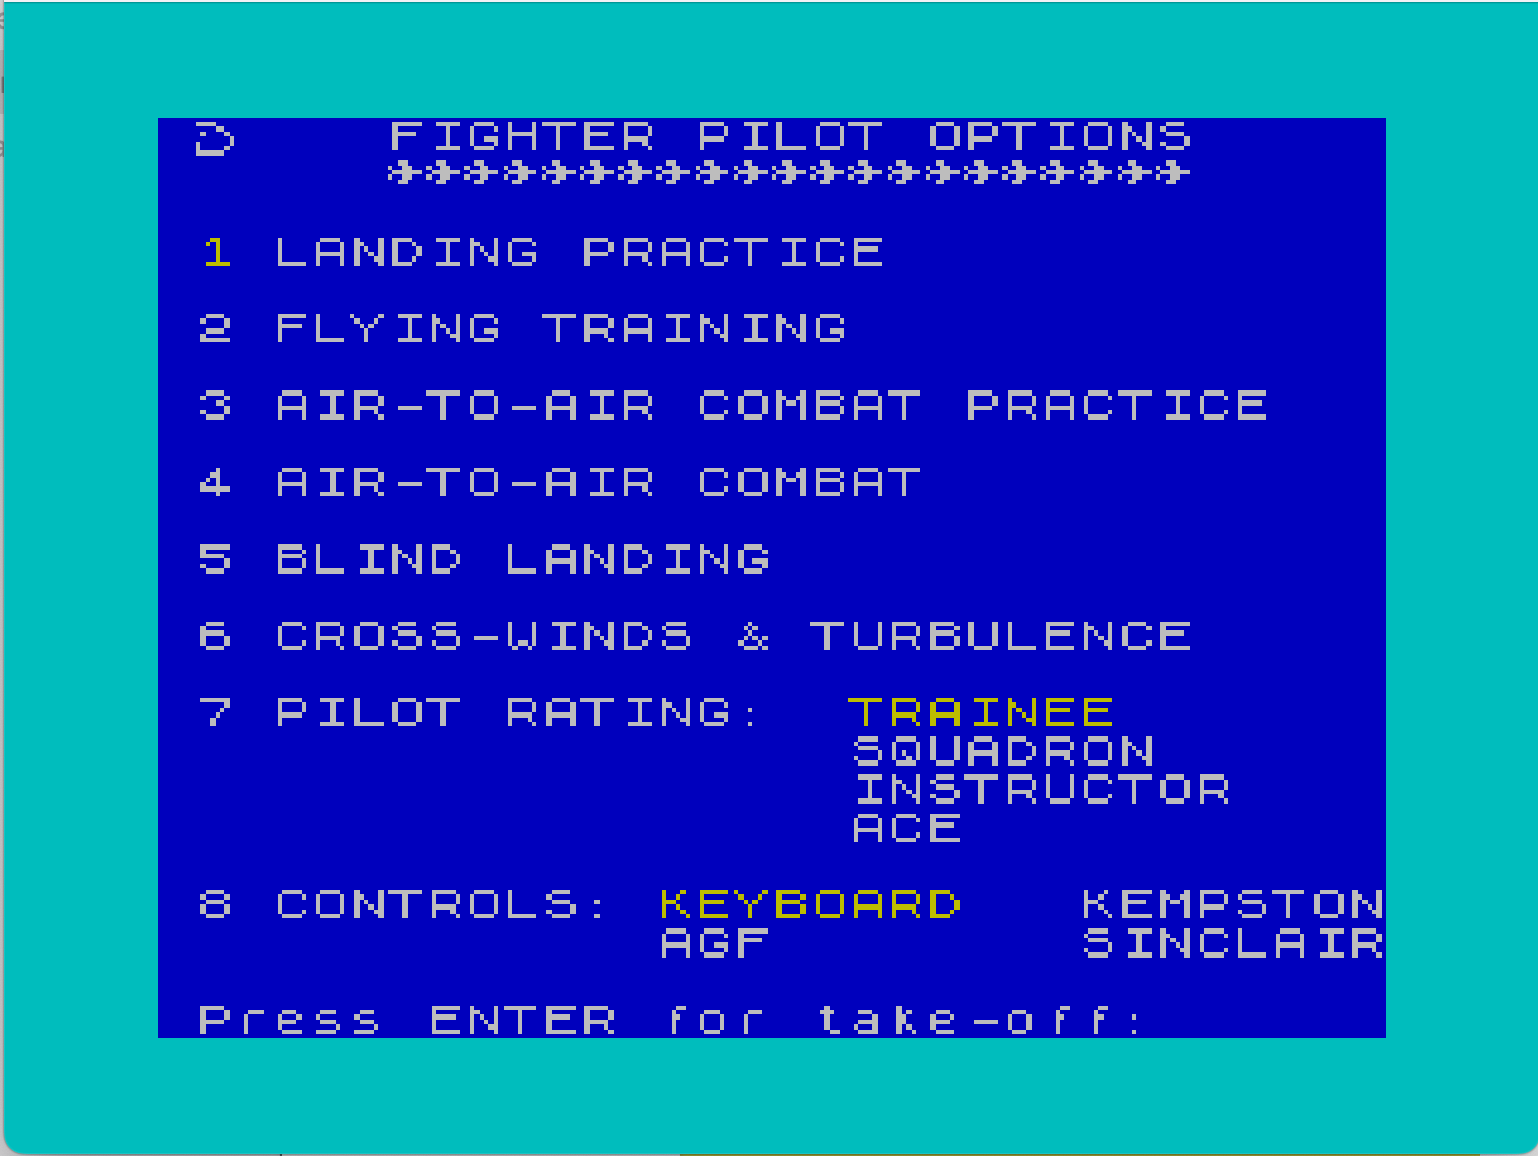 FIGHTER PILOT OPTIONS
1 LANDING PRACTICE
2 FLYING TRAINING
3 AIR-TO-AIR COMBAT PRACTICE
4 AIR-TO-AIR COMBAT
5 BLIND LANDING
6 CROSS-WINDS & TURBULENCE
7 PILOT RATING: TRAINEE
SQUADRON
INSTRUCTOR
ACE
8 CONTROLS: KEYBOARD KEMPSTON
AGF SINCLAIR
Press ENTER for take-off: